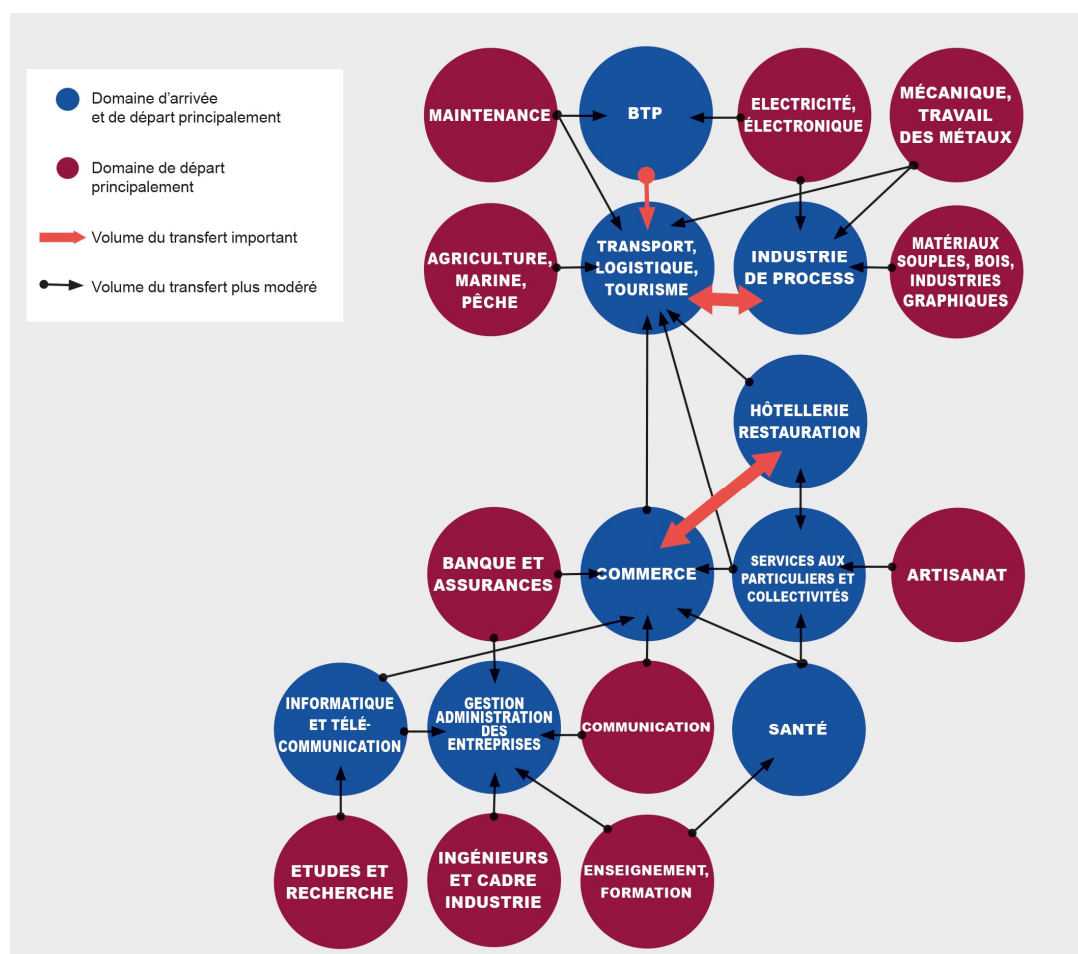 Domaine d'arrivée
et de départ principalement
Domaine de départ
principalement
Volume du transfert important
Volume du transfert plus modéré
MAINTENANCE
BTP
ELECTRICITÉ,
ÉLECTRONIQUE
MÉCANIQUE,
TRAVAIL
DES MÉTAUX
AGRICULTURE,
MARINE,
PÊCHE
TRANSPORT,
LOGISTIQUE,
TOURISME
INDUSTRIE
DE PROCESS
MATÉRIAUX
SOUPLES, BOIS,
INDUSTRIES
GRAPHIQUES
HÔTELLERIE
RESTAURATION
BANQUE ET
ASSURANCES
COMMERCE
SERVICES AUX
PARTICULIERS ET
COLLECTIVITÉS
ARTISANAT
INFORMATIQUE
ET TÉLÉ-
COMMUNICATION
GESTION
ADMINISTRATION
DES
ENTREPRISES
COMMUNICATION
SANTÉ
ETUDES ET
RECHERCHE
INGÉNIEURS
ET CADRE
INDUSTRIE
ENSEIGNEMENT,
FORMATION